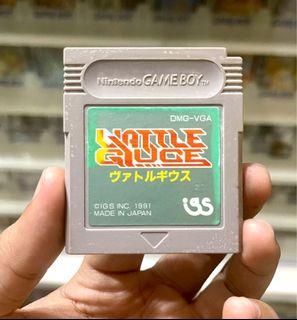 Nintendo GAME BOY™
DMG-VGA
VATTLE
GIUCE
ヴァトルギウス
©IGS INC. 1991
MADE IN JAPAN
igs